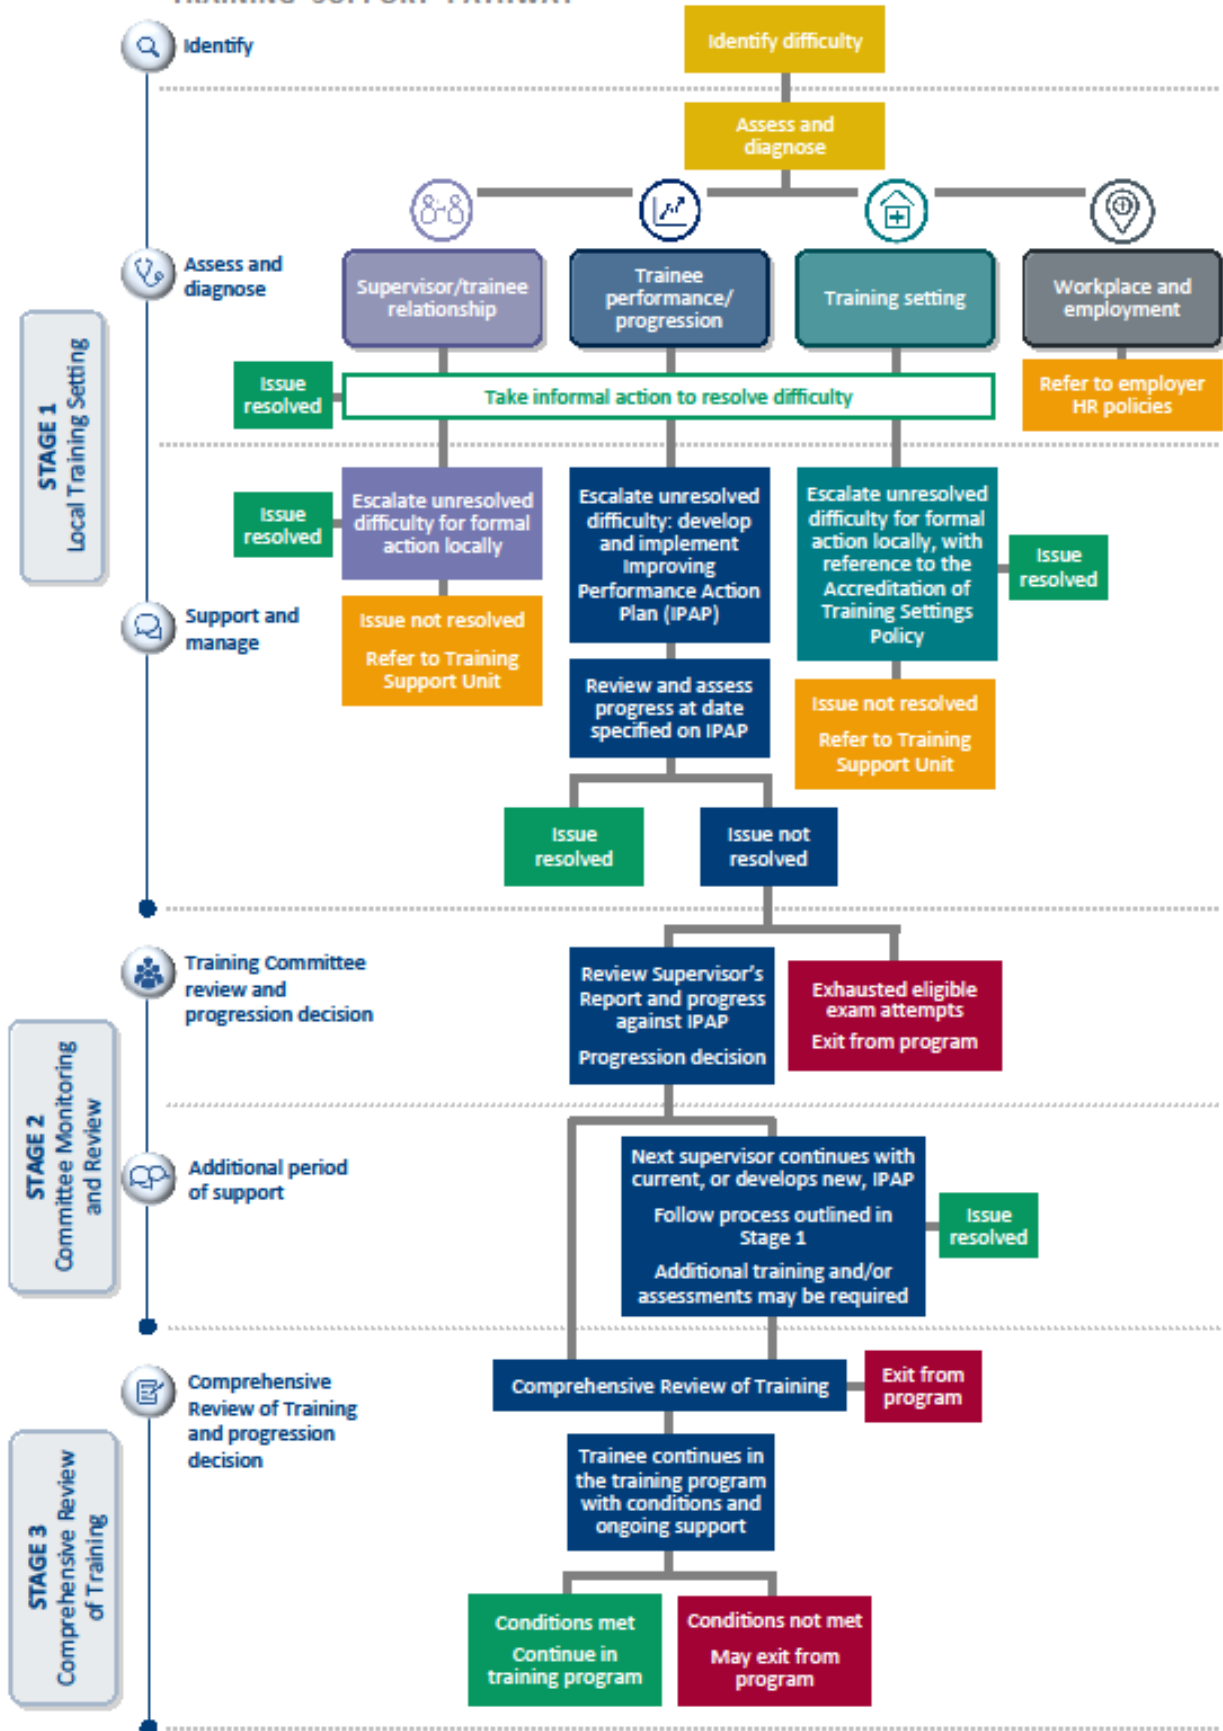 TRAINING SUPPORT PATHWAY
Identify
Identify difficulty
Assess and
diagnose
STAGE 1
Local Training Setting
Assess and
diagnose
Supervisor/trainee
relationship
Trainee
performance/
progression
Training setting
Workplace and
employment
Issue
resolved
Take informal action to resolve difficulty
Refer to employer
HR policies
Support and
manage
Issue
resolved
Escalate unresolved
difficulty for formal
action locally
Issue not resolved
Refer to Training
Support Unit
Escalate unresolved
difficulty: develop
and implement
Improving
Performance Action
Plan (IPAP)
Review and assess
progress at date
specified on IPAP
Escalate unresolved
difficulty for formal
action locally, with
reference to the
Accreditation of
Training Settings
Policy
Issue
resolved
Issue not resolved
Refer to Training
Support Unit
Issue
resolved
Issue not
resolved
STAGE 2
Committee Monitoring
and Review
Training Committee
review and
progression decision
Review Supervisor's
Report and progress
against IPAP
Progression decision
Exhausted eligible
exam attempts
Exit from program
Additional period
of support
Next supervisor continues with
current, or develops new, IPAP
Follow process outlined in
Stage 1
Additional training and/or
assessments may be required
Issue
resolved
STAGE 3
Comprehensive Review
of Training
Comprehensive
Review of Training
and progression
decision
Comprehensive Review of Training
Exit from
program
Trainee continues in
the training program
with conditions and
ongoing support
Conditions met
Continue in
training program
Conditions not met
May exit from
program